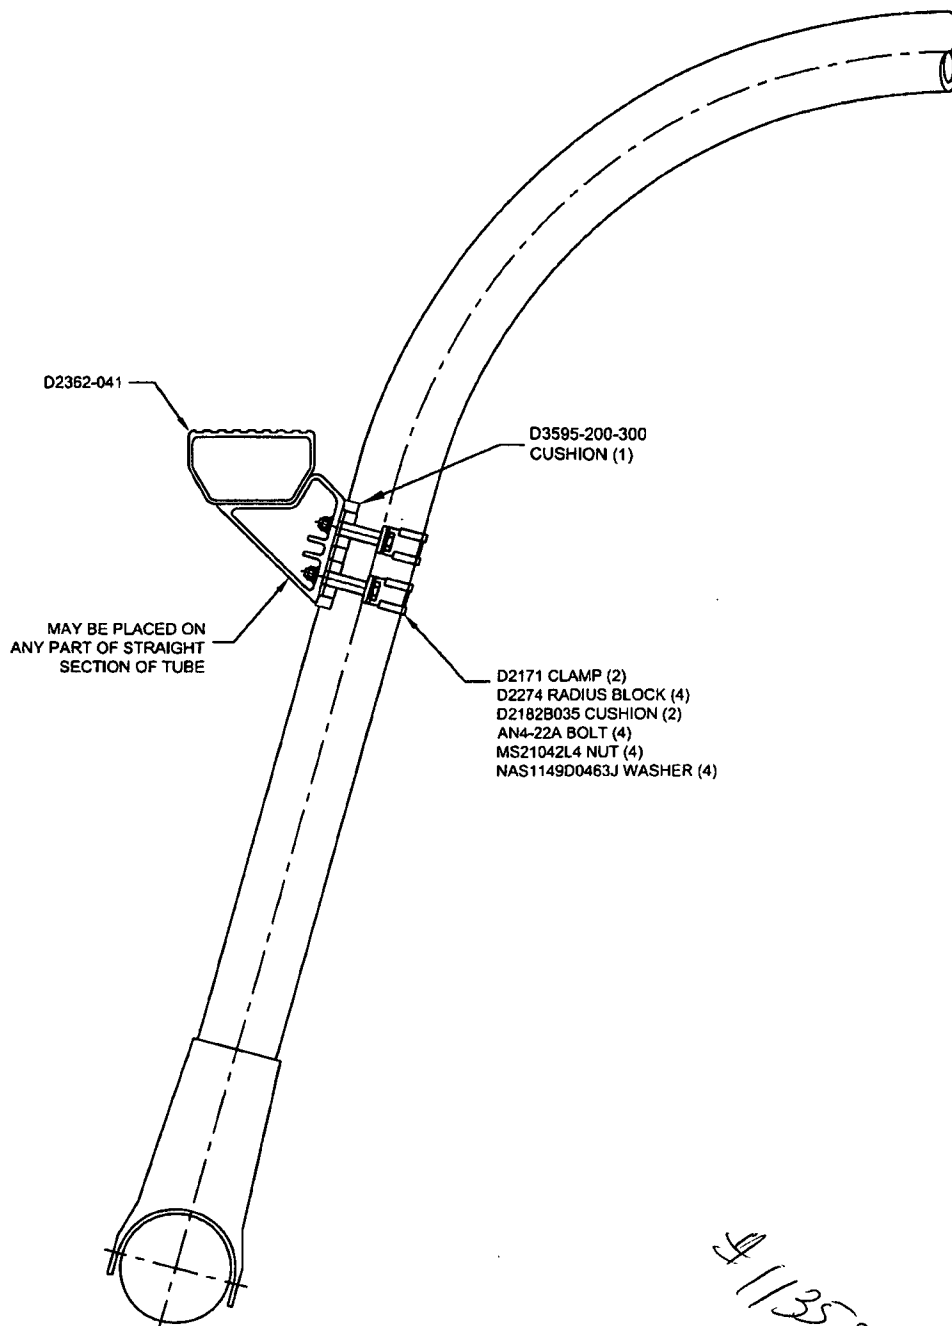 D2362-041
D3595-200-300
CUSHION (1)
MAY BE PLACED ON
ANY PART OF STRAIGHT
SECTION OF TUBE
D2171 CLAMP (2)
D2274 RADIUS BLOCK (4)
D2182B035 CUSHION (2)
AN4-22A BOLT (4)
MS21042L4 NUT (4)
NAS1149D0463J WASHER (4)